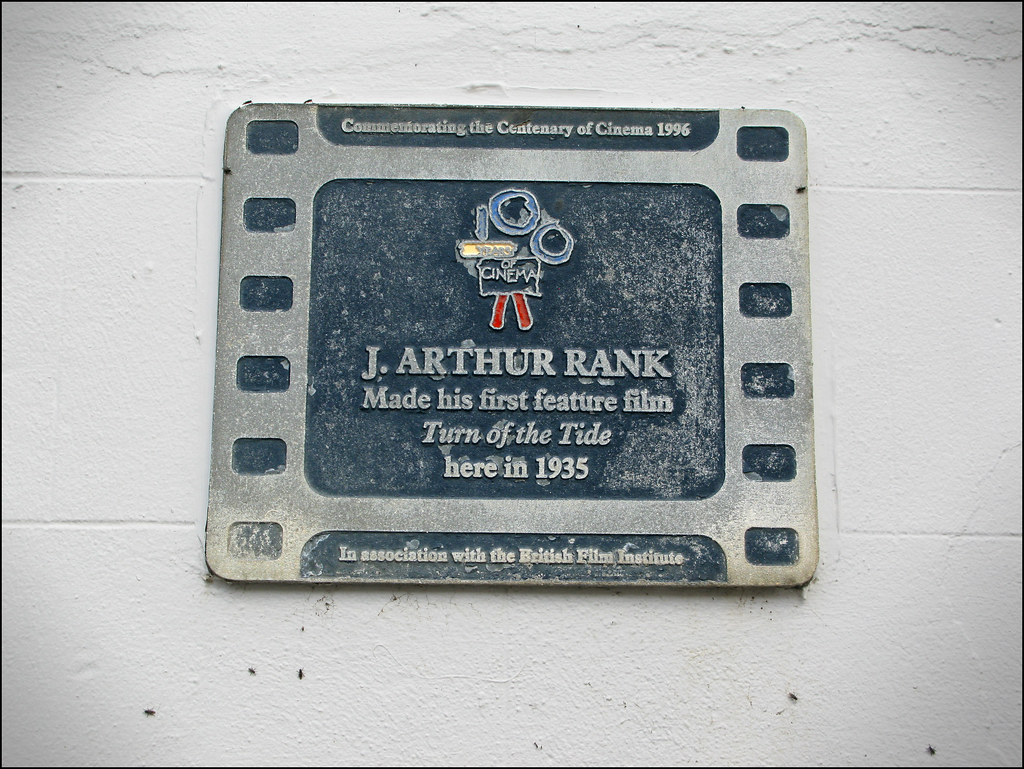 Commemorating the Centenary of Cinema 1996
100
YEARS
OF
CINEMA
J. ARTHUR RANK
Made his first feature film
Turn of the Tide
here in 1935
In association with the British Film Institute